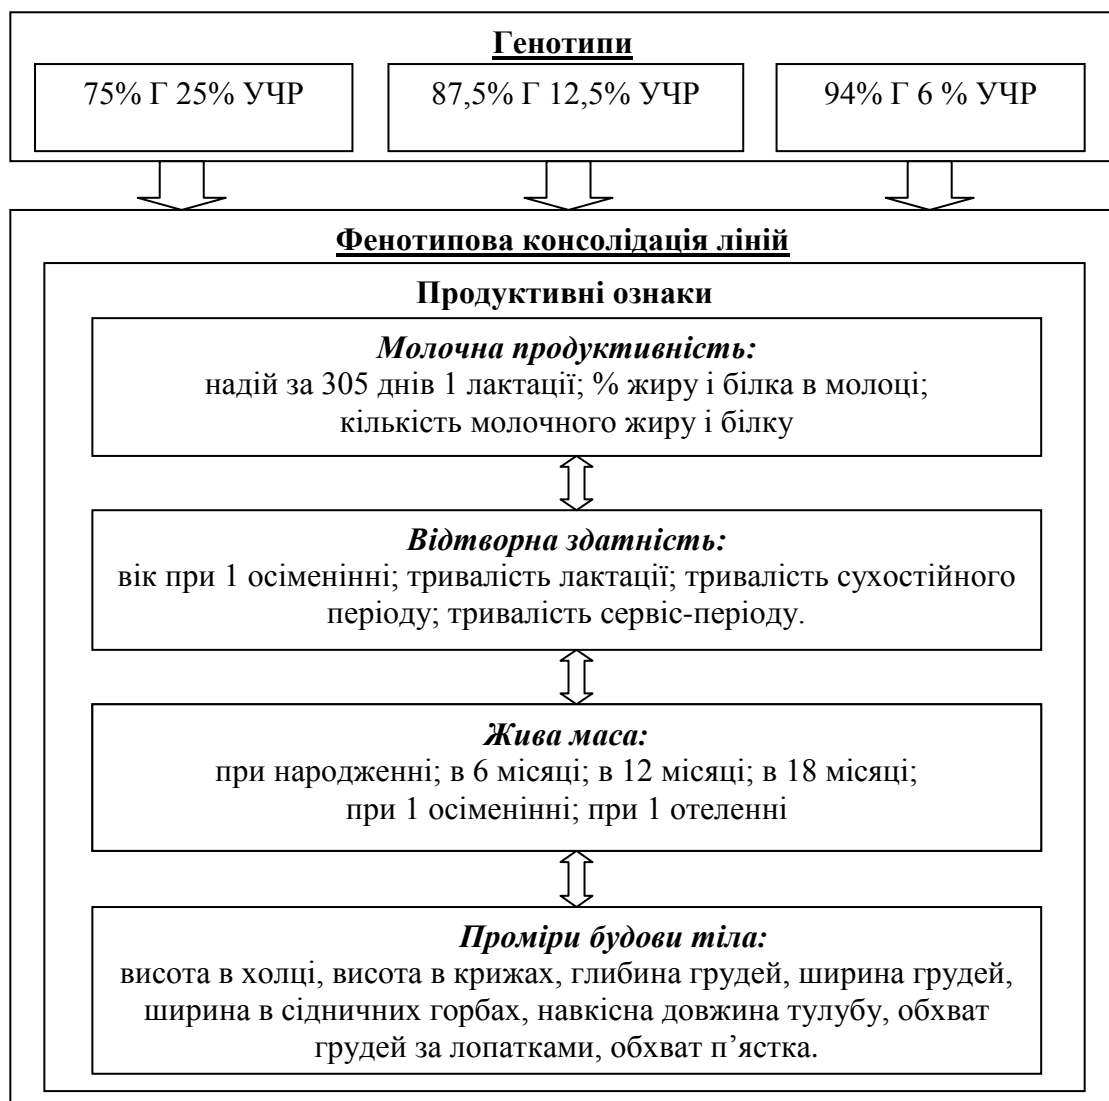 Генотипи
75% Г 25% УЧР
87,5% Г 12,5% УЧР
94% Г 6 % УЧР
Фенотипова консолідація ліній
Продуктивні ознаки
Молочна продуктивність:
надій за 305 днів 1 лактації; % жиру і білка в молоці;
кількість молочного жиру і білку
Відтворна здатність:
вік при 1 осіменінні; тривалість лактації; тривалість сухостійного
періоду; тривалість сервіс-періоду.
Жива маса:
при народженні; в 6 місяці; в 12 місяці; в 18 місяці;
при 1 осіменінні; при 1 отеленні
Проміри будови тіла:
висота в холці, висота в крижах, глибина грудей, ширина грудей,
ширина в сідничних горбах, навкісна довжина тулубу, обхват
грудей за лопатками, обхват п’ястка.